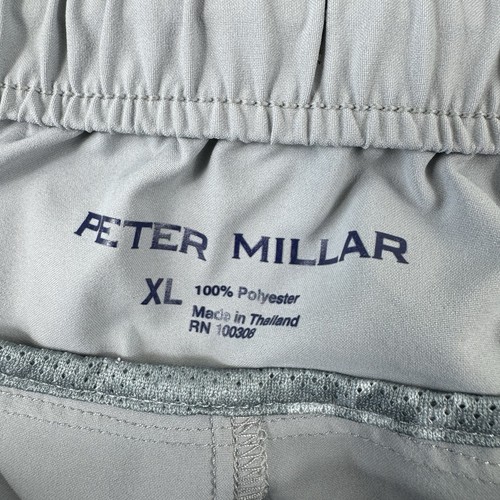 PETER MILLAR
XL 100% Polyester
Made in Thailand
RN 100308